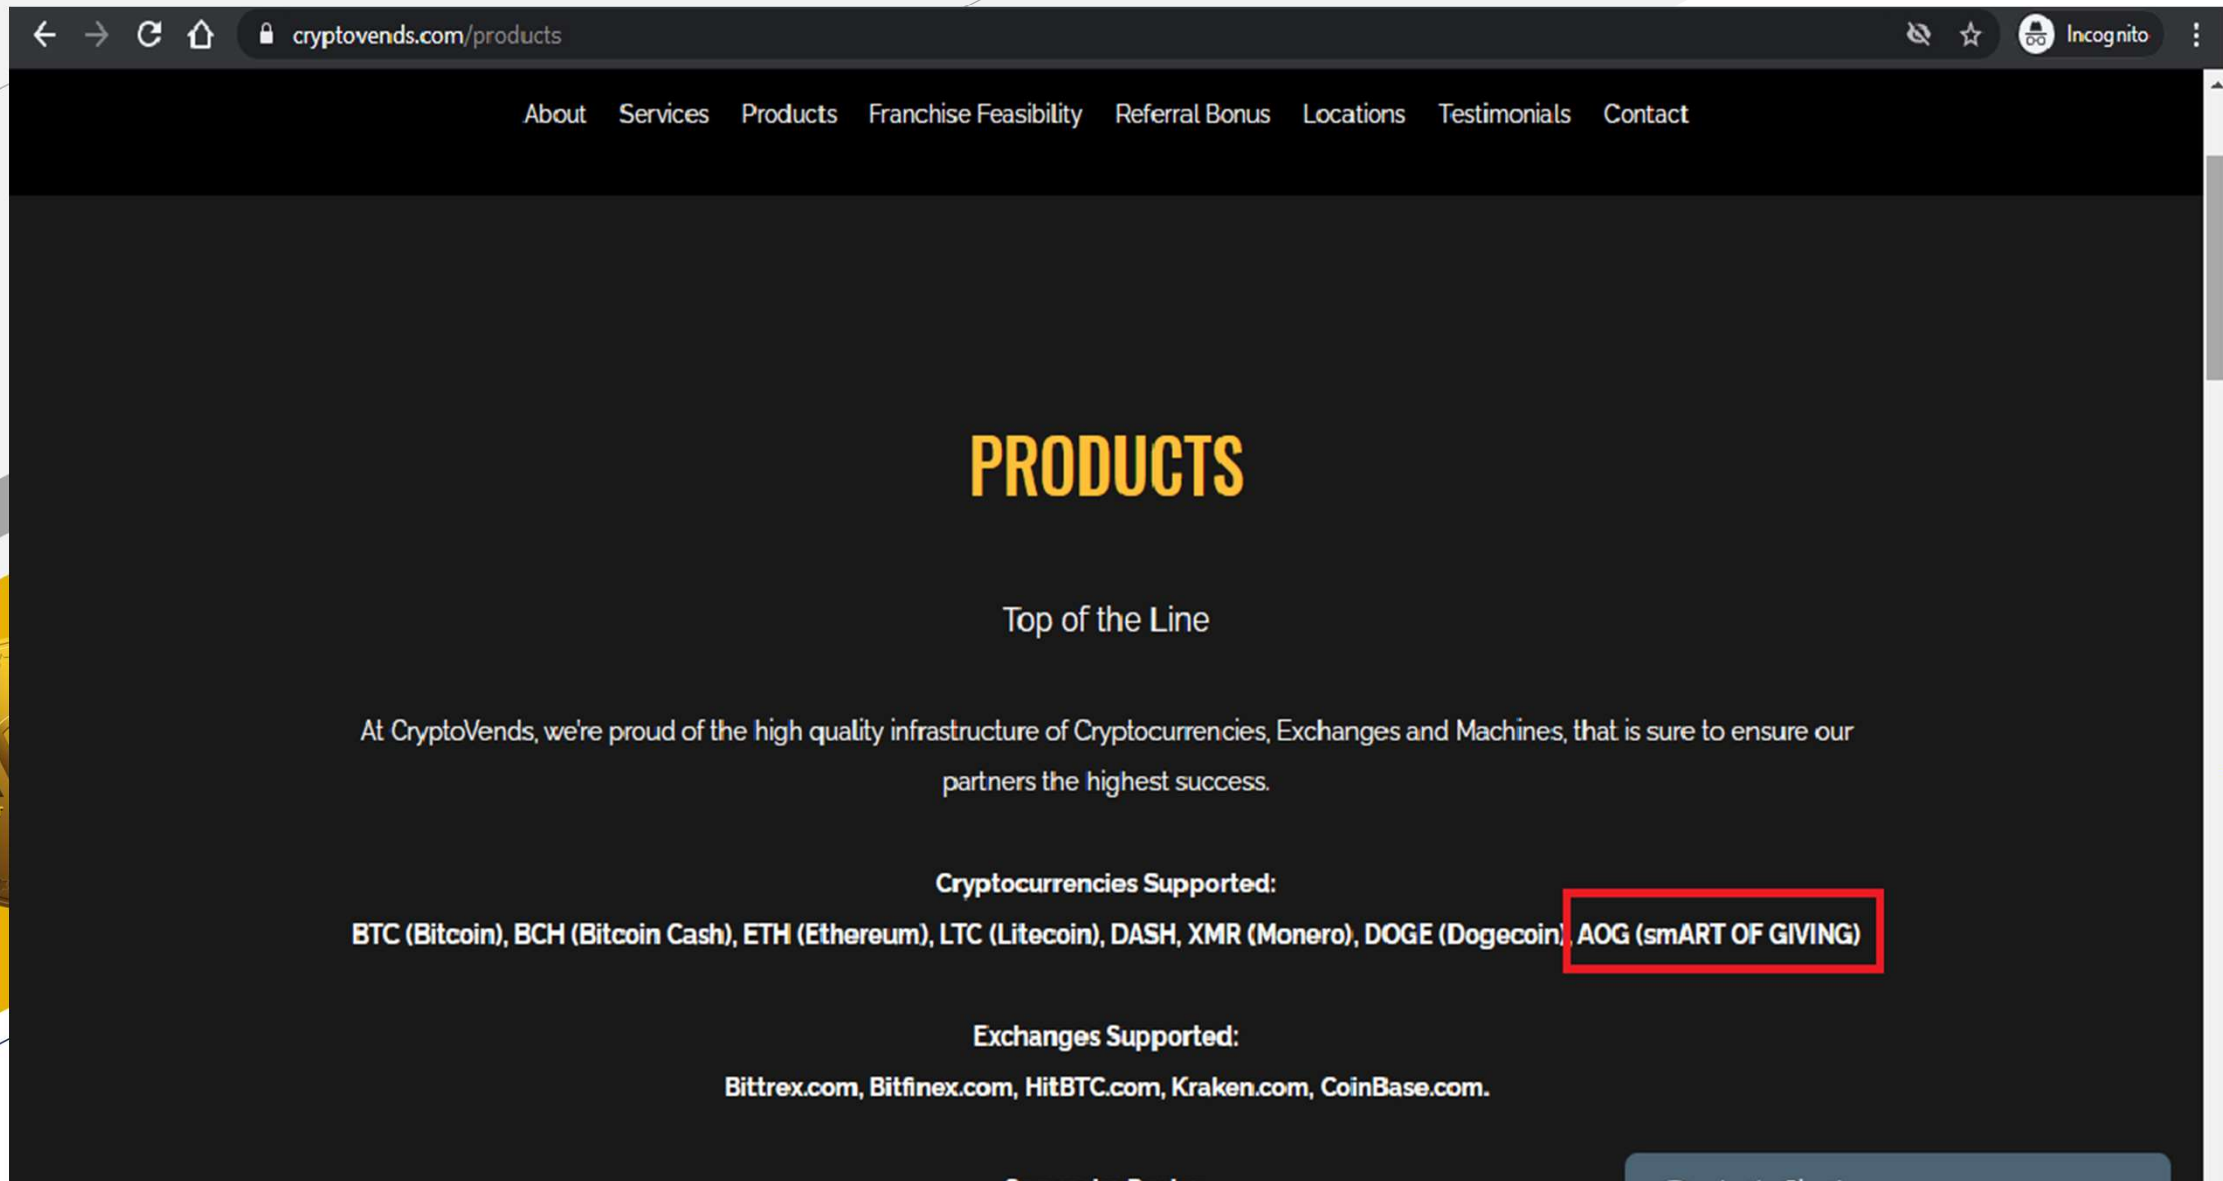 cryptovends.com/products
Incognito
About Services Products Franchise Feasibility Referral Bonus Locations Testimonials Contact
PRODUCTS
Top of the Line
At CryptoVends, we're proud of the high quality infrastructure of Cryptocurrencies, Exchanges and Machines, that is sure to ensure our
partners the highest success.
Cryptocurrencies Supported:
BTC (Bitcoin), BCH (Bitcoin Cash), ETH (Ethereum), LTC (Litecoin), DASH, XMR (Monero), DOGE (Dogecoin), AOG (smART OF GIVING)
Exchanges Supported:
Bittrex.com, Bitfinex.com, HitBTC.com, Kraken.com, CoinBase.com.